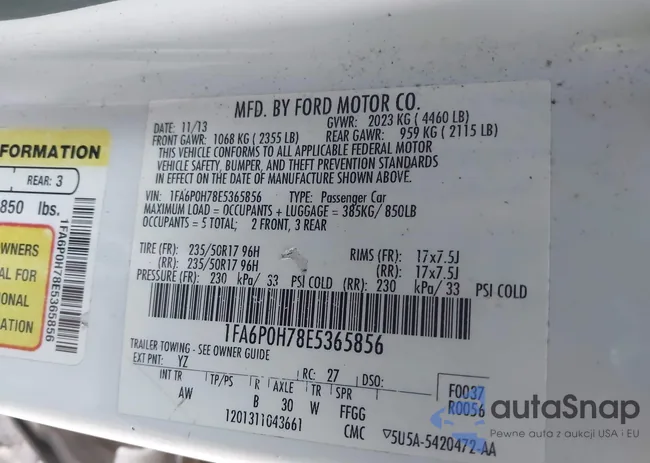 MFD. BY FORD MOTOR CO.
DATE: 11/13 GVWR: 2023 KG ( 4460 LB)
FRONT GAWR: 1068 KG ( 2355 LB) REAR GAWR: 959 KG ( 2115 LB)
THIS VEHICLE CONFORMS TO ALL APPLICABLE FEDERAL MOTOR
VEHICLE SAFETY, BUMPER, AND THEFT PREVENTION STANDARDS
IN EFFECT ON THE DATE OF MANUFACTURE SHOWN ABOVE.
VIN: 1FA6P0H78E5365856 TYPE: Passenger Car
MAXIMUM LOAD = OCCUPANTS + LUGGAGE = 385KG/ 850LB
OCCUPANTS = 5 TOTAL; 2 FRONT, 3 REAR
TIRE (FR): 235/50R17 96H RIMS (FR): 17x7.5J
(RR): 235/50R17 96H (RR): 17x7.5J
PRESSURE (FR): 230 kPa/ 33 PSI COLD (RR): 230 kPa/ 33 PSI COLD
1FA6P0H78E5365856
TRAILER TOWING - SEE OWNER GUIDE
EXT PNT: YZ RC: 27 DSO: F0037
INT TR TP/PS R AXLE TR SPR R0056
AW B 30 W FFGG
1201311043661 CMC ▽5U5A-5420472-AA
FORMATION
REAR: 3
850 lbs.
OWNERS
AL FOR
TIONAL
ATION
1FA6P0H78E5365856
autaSnap
Pewne auta z aukcji USA i EU